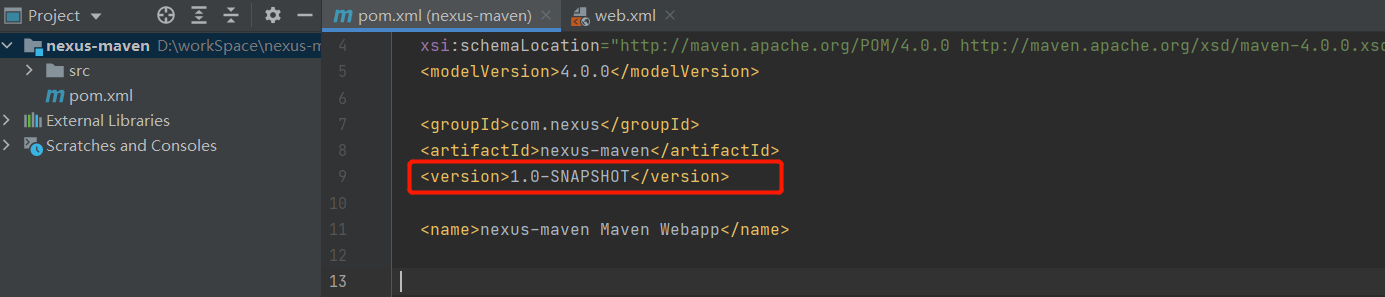 Project
pom.xml (nexus-maven)
web.xml
nexus-maven D:\workSpace\nexus-m
src
pom.xml
External Libraries
Scratches and Consoles
4 xsi:schemaLocation="http://maven.apache.org/POM/4.0.0 http://maven.apache.org/xsd/maven-4.0.0.xsd
5 <modelVersion>4.0.0</modelVersion>
6
7 <groupId>com.nexus</groupId>
8 <artifactId>nexus-maven</artifactId>
9 <version>1.0-SNAPSHOT</version>
10
11 <name>nexus-maven Maven Webapp</name>
12
13